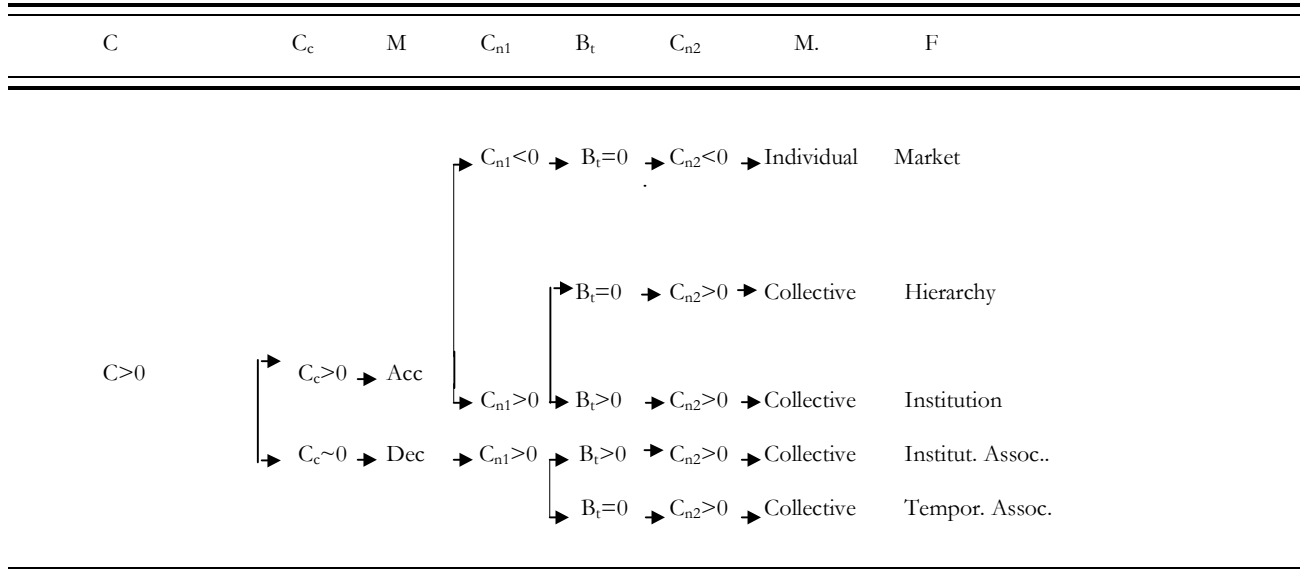 C C_c M C_n1 B_t C_n2 M. F
C_n1<0 B_t=0 C_n2<0 Individual Market
.
B_t=0 C_n2>0 Collective Hierarchy
C>0 C_c>0 Acc
C_n1>0 B_t>0 C_n2>0 Collective Institution
C_c~0 Dec C_n1>0 B_t>0 C_n2>0 Collective Institut. Assoc..
B_t=0 C_n2>0 Collective Tempor. Assoc.